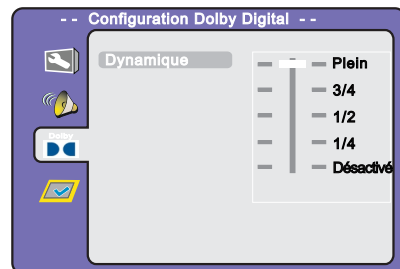 -- Configuration Dolby Digital --
Dynamique
Plein
3/4
1/2
1/4
Désactivé
Dolby